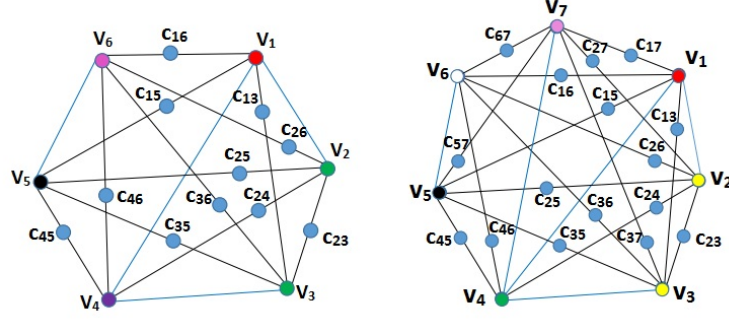 V6 C16 V1
C15 C13
C26
V2
V5 C25
C46 C36 C24
C45 C35 C23
V4 V3
V7
C67 C27 C17
V6 C16 V1
C15 C13
C57 C26
V5 C25 V2
C36 C24
C45 C46 C35 C37 C23
V4 V3